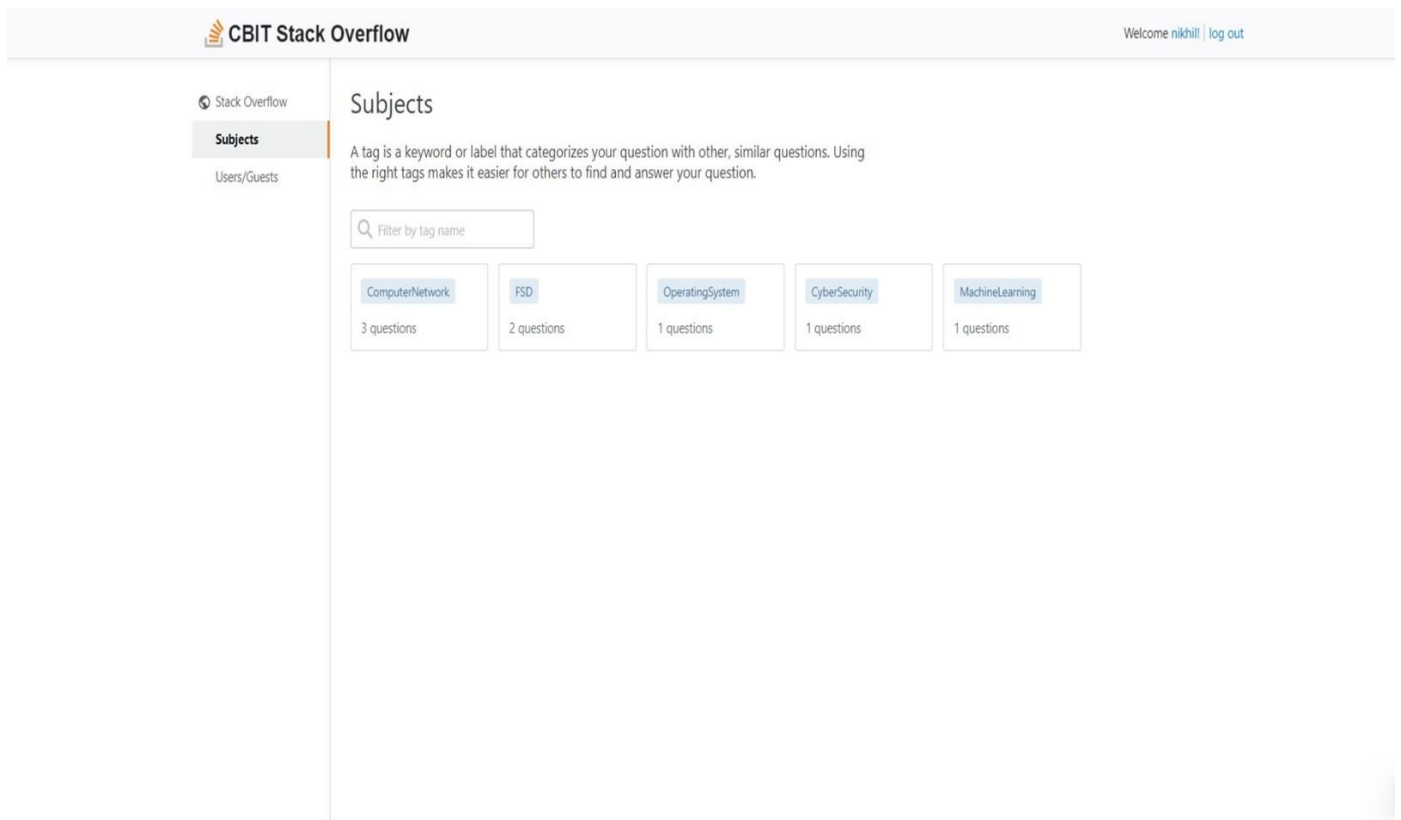 CBIT Stack Overflow
Welcome nikhil! log out
Stack Overflow
Subjects
Users/Guests
Subjects
A tag is a keyword or label that categorizes your question with other, similar questions. Using
the right tags makes it easier for others to find and answer your question.
Filter by tag name
ComputerNetwork
3 questions
FSD
2 questions
OperatingSystem
1 questions
CyberSecurity
1 questions
MachineLearning
1 questions